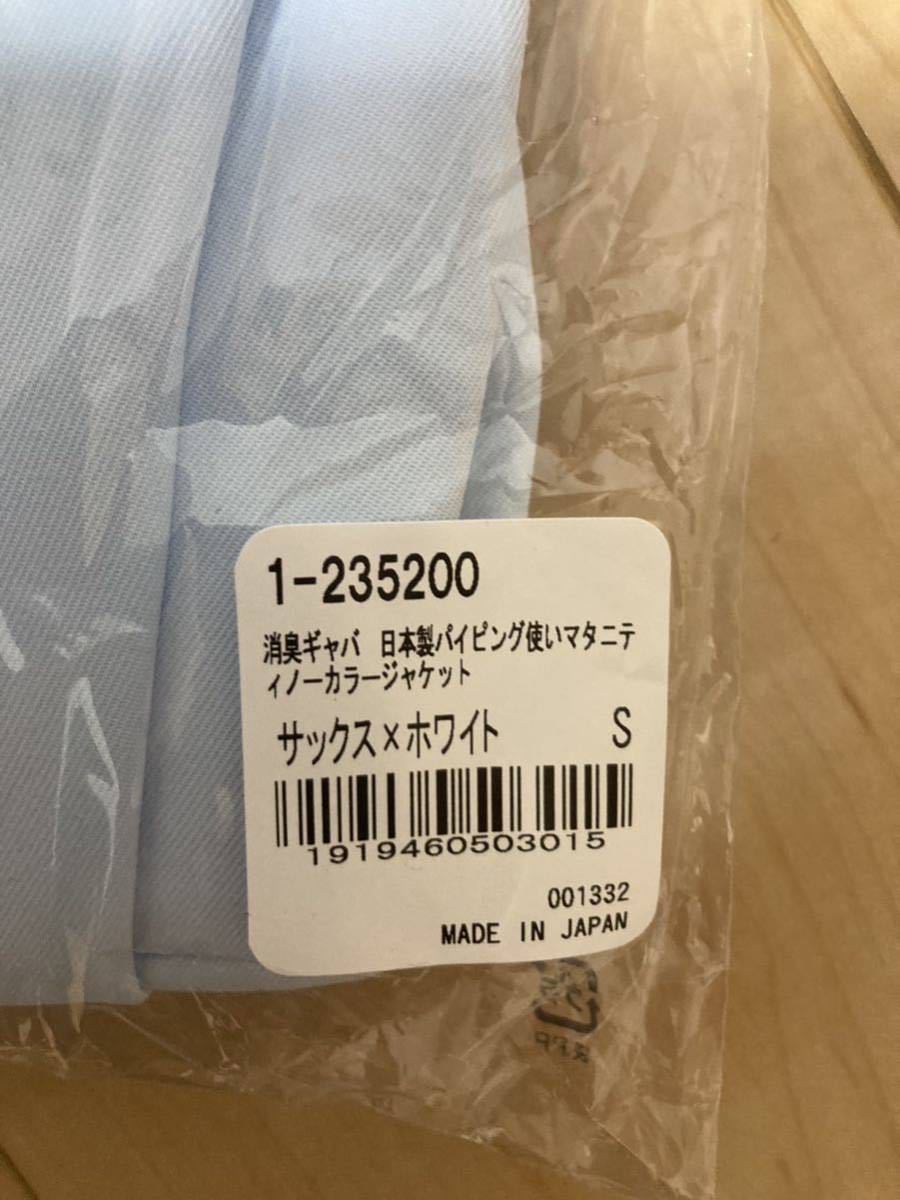 1-235200
消臭ギャバ 日本製パイピング使いマタニテ
ィノーカラージャケット
サックス×ホワイト S
1919460503015
001332
MADE IN JAPAN